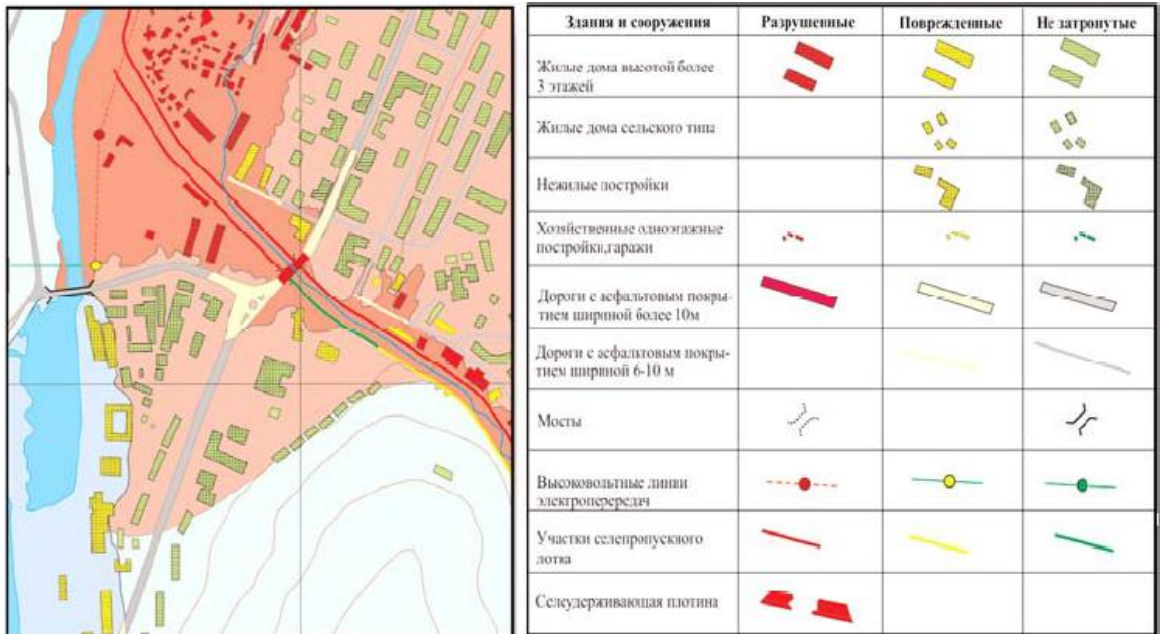 Здания и сооружения
Разрушенные
Поврежденные
Не затронутые
Жилые дома высотой более
3 этажей
Жилые дома сельского типа
Нежилые постройки
Хозяйственные одноэтажные
постройки,гаражи
Дороги с асфальтовым покры-
тием шириной более 10м
Дороги с асфальтовым покры-
тием шириной 6-10 м
Мосты
Высоковольтные линии
электропередач
Участки селепропускного
лотка
Селеудерживающая плотина